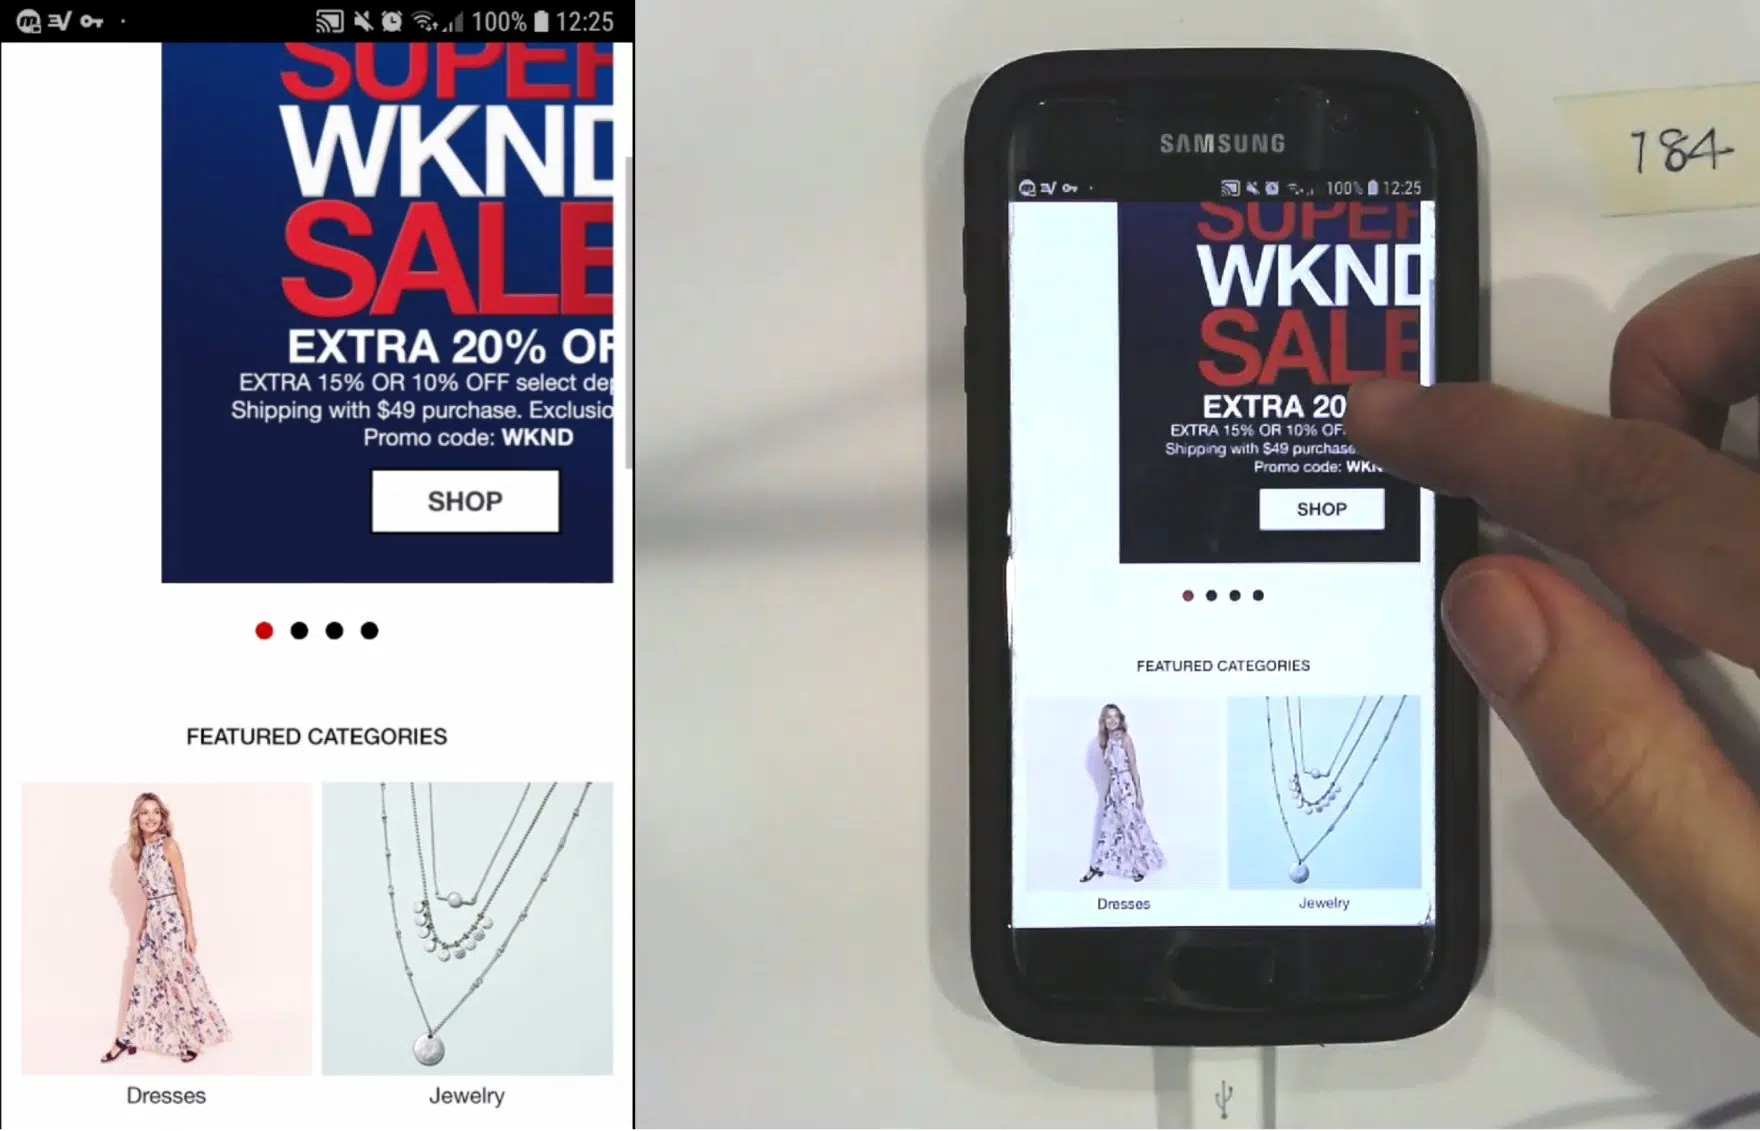 100% 12:25
SUPER
WKND
SALE
EXTRA 20% OF
EXTRA 15% OR 10% OFF select dep
Shipping with $49 purchase. Exclusio
Promo code: WKND
SHOP
FEATURED CATEGORIES
Dresses
Jewelry
SAMSUNG
100% 12:25
SUPER
WKND
SALE
EXTRA 20
EXTRA 15% OR 10% OF
Shipping with $49 purchase
Promo code: WKN
SHOP
FEATURED CATEGORIES
Dresses
Jewelry
184